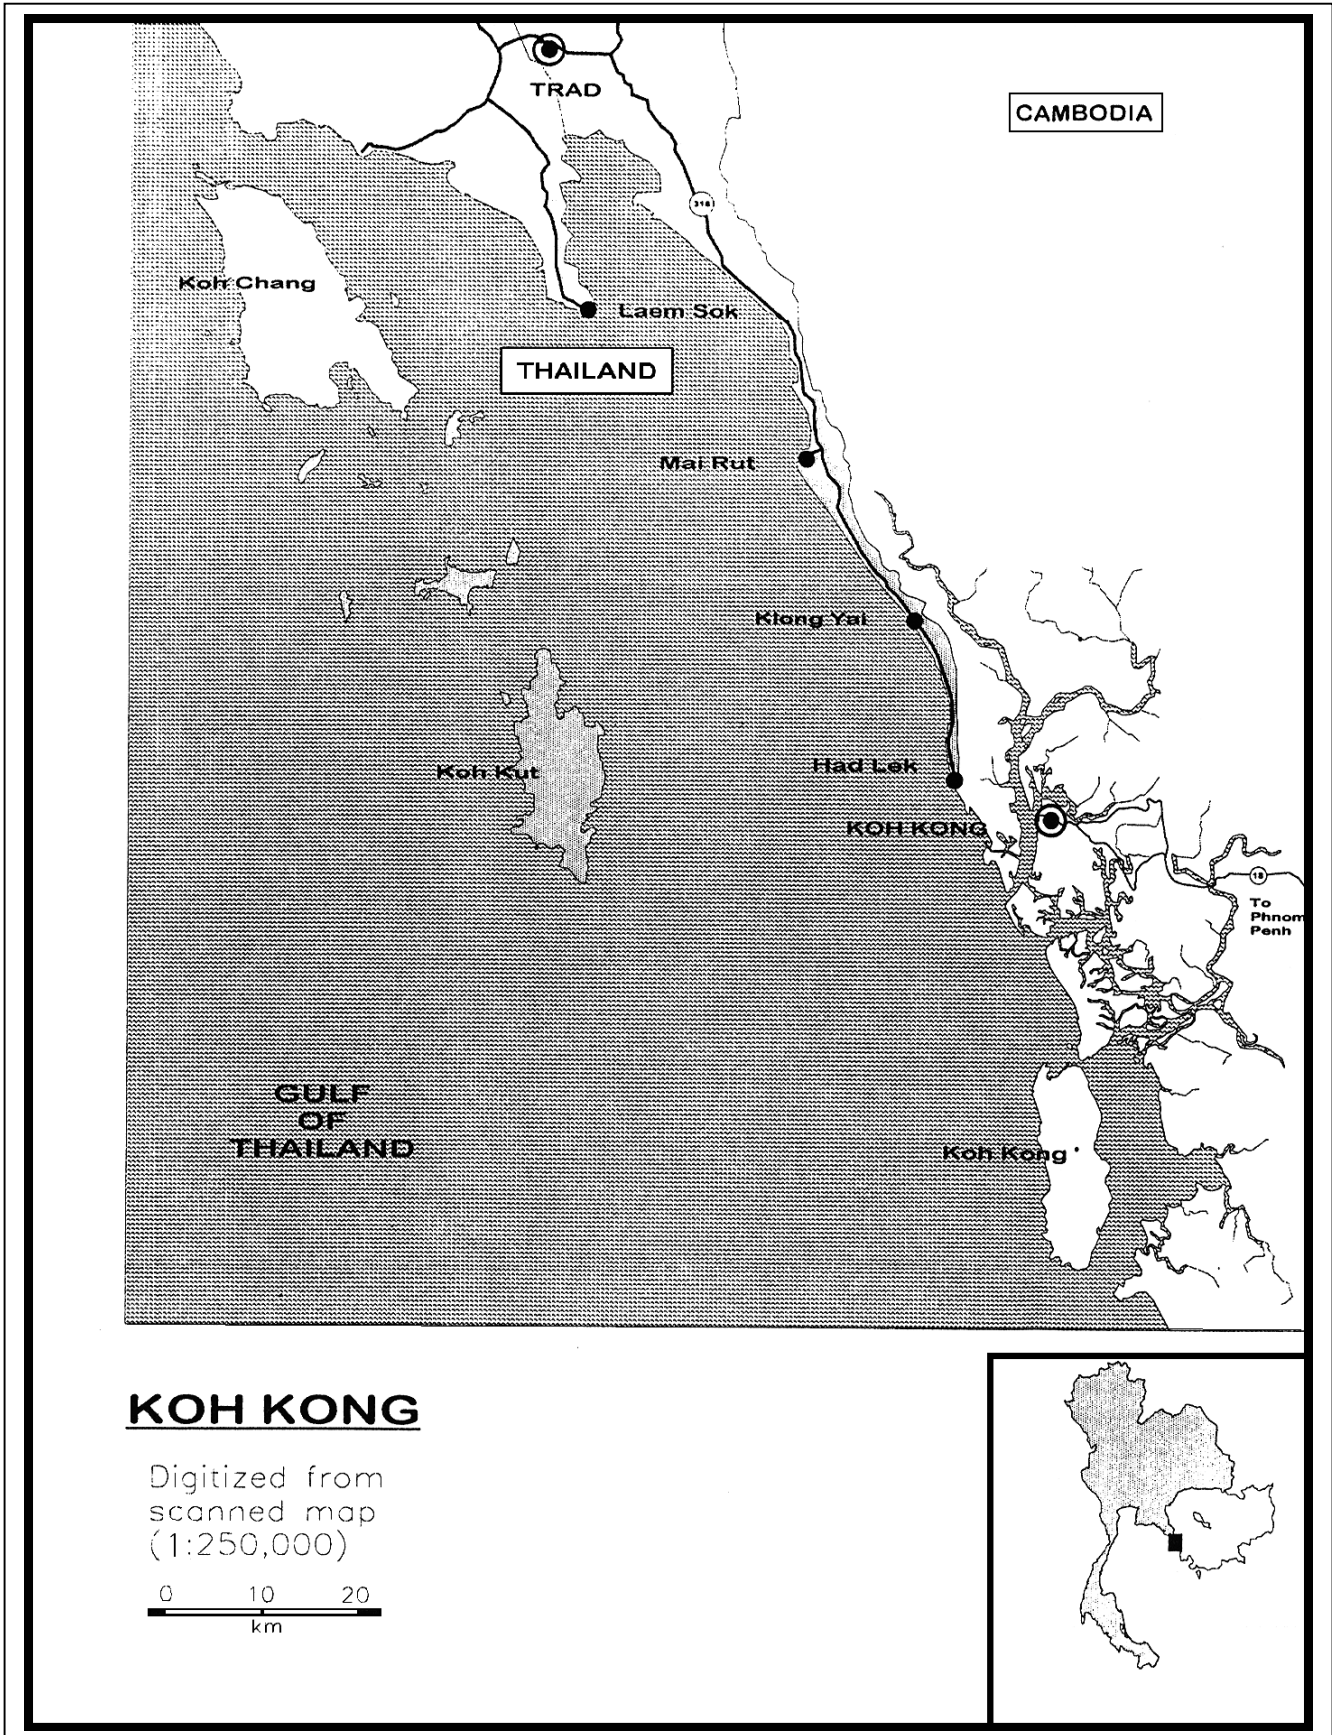 TRAD
CAMBODIA
318
Koh Chang
Laem Sok
THAILAND
Mai Rut
Klong Yai
Koh Kut
Had Lek
KOH KONG
18
To
Phnom
Penh
GULF
OF
THAILAND
Koh Kong
KOH KONG
Digitized from
scanned map
(1:250,000)
0 10 20
km